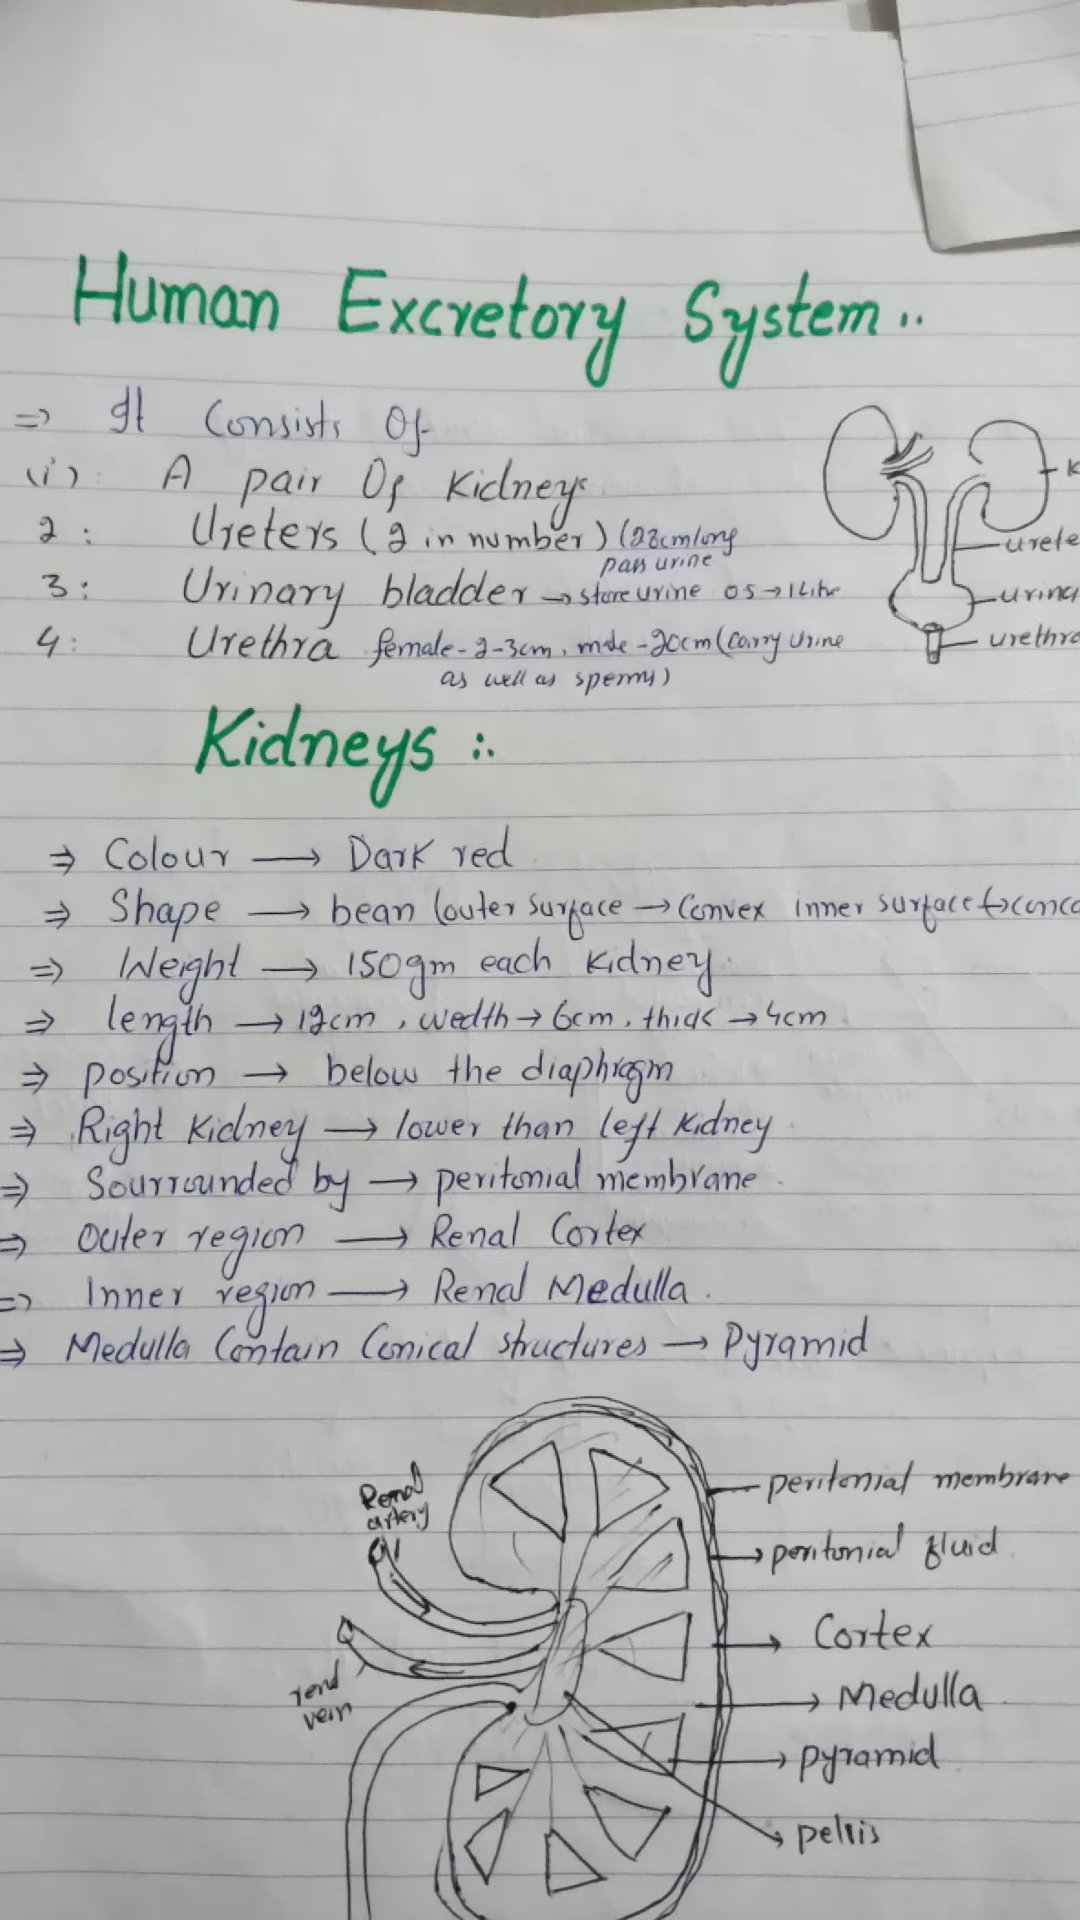 Human Excretory System..
=> It Consists Of
(i): A pair Of Kidneys
2: Ureters (2 in number) (28cm long
pass urine
3: Urinary bladder → store urine 0.5 → 1 Litre
4: Urethra female - 2-3cm, male - 20cm (carry urine
as well as sperms)
K
urete
urina
urethra
Kidneys :.
⇒ Colour → Dark red
⇒ Shape → bean (outer surface → Convex inner surface → conca
=> Weight → 150gm each Kidney.
⇒ length → 12cm, wedth → 6cm, thick → 4cm
⇒ position → below the diaphragm
⇒ Right Kidney → lower than left Kidney.
⇒ Sourrounded by → peritonial membrane.
⇒ Outer region → Renal Cortex
=> Inner region → Renal Medulla.
⇒ Medulla Contain Conical structures → Pyramid
Renal
artery
renal
vein
peritonial membrane
→ peritonial fluid
→ Cortex
→ Medulla
→ pyramid
→ pelvis